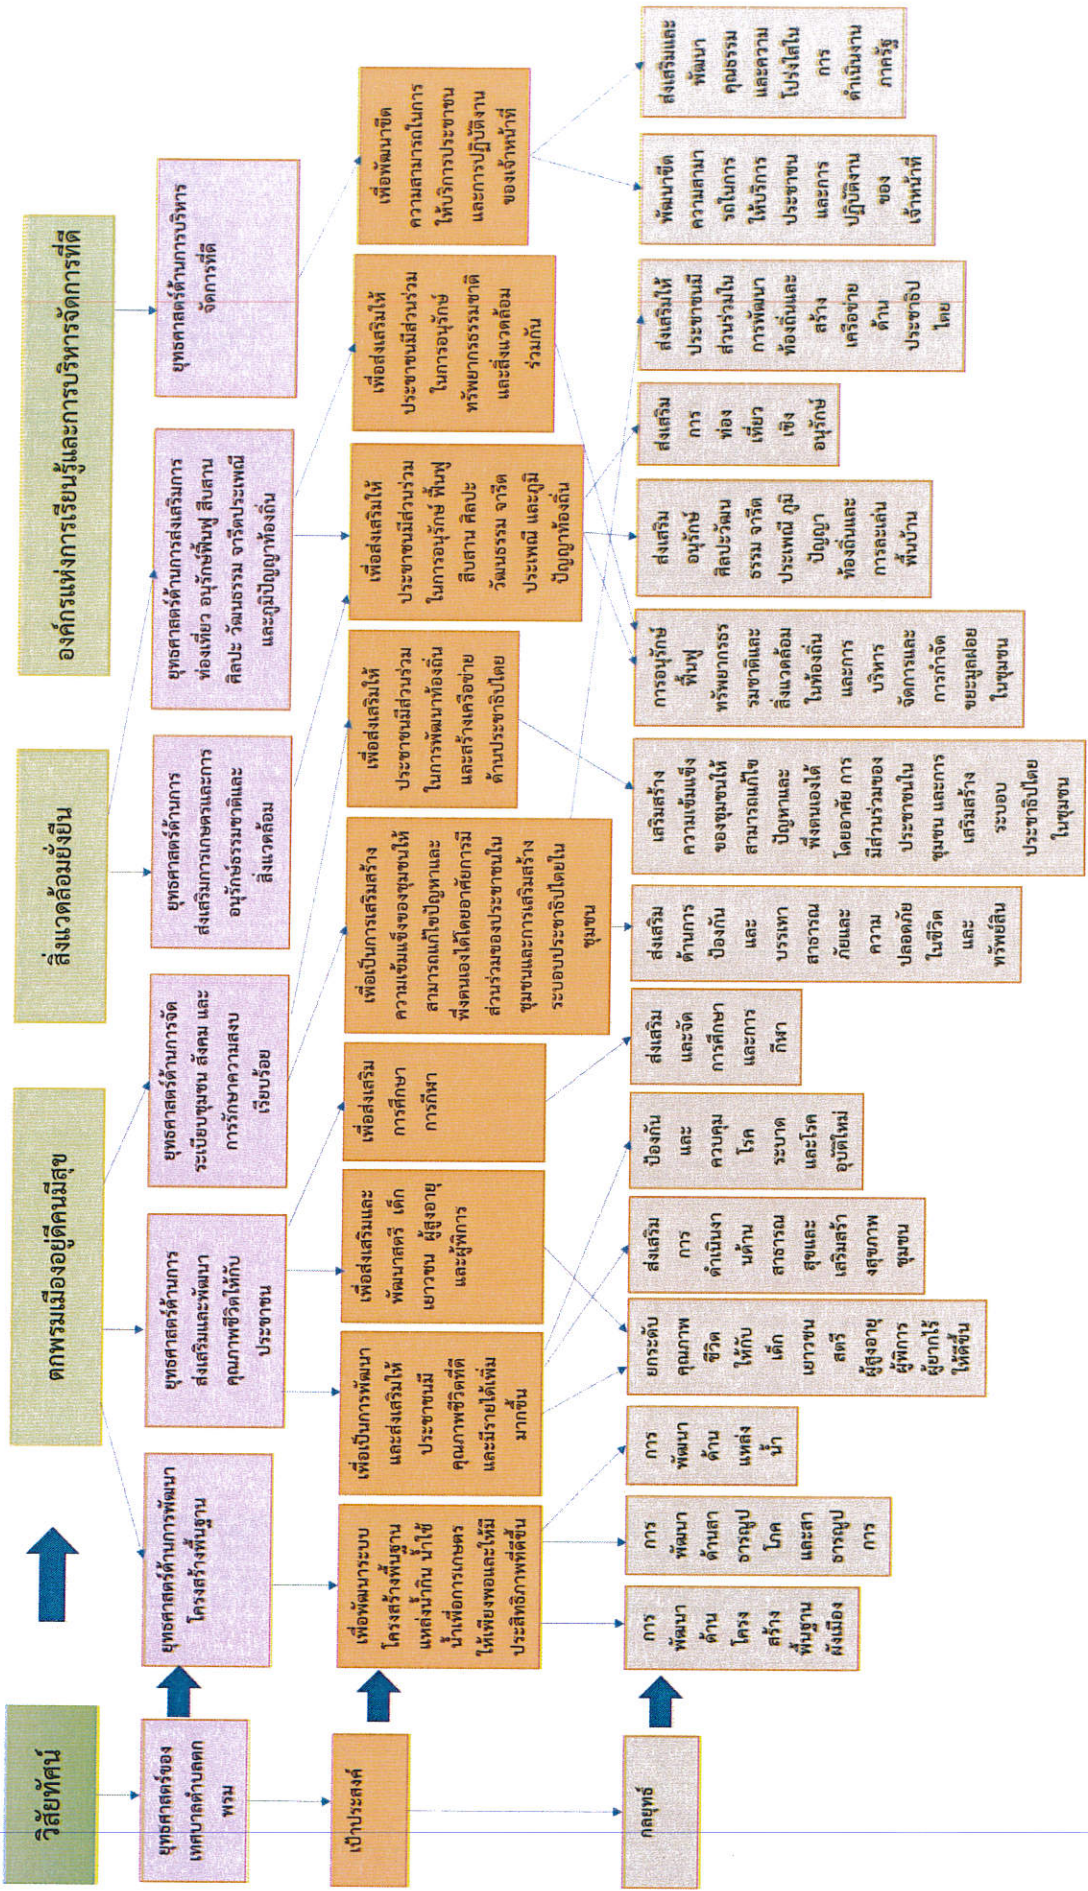 วิสัยทัศน์
ตกพรมเมืองอยู่ดีคนมีสุข
สิ่งแวดล้อมยั่งยืน
องค์กรแห่งการเรียนรู้และการบริหารจัดการที่ดี
ยุทธศาสตร์ของ
เทศบาลตำบลตก
พรม
ยุทธศาสตร์ด้านการพัฒนา
โครงสร้างพื้นฐาน
ยุทธศาสตร์ด้านการ
ส่งเสริมและพัฒนา
คุณภาพชีวิตให้กับ
ประชาชน
ยุทธศาสตร์ด้านการจัด
ระเบียบชุมชน สังคม และ
การรักษาความสงบ
เรียบร้อย
ยุทธศาสตร์ด้านการ
ส่งเสริมการเกษตรและการ
อนุรักษ์ธรรมชาติและ
สิ่งแวดล้อม
ยุทธศาสตร์ด้านการส่งเสริมการ
ท่องเที่ยว อนุรักษ์ฟื้นฟู สืบสาน
ศิลปะ วัฒนธรรม จารีตประเพณี
และภูมิปัญญาท้องถิ่น
ยุทธศาสตร์ด้านการบริหาร
จัดการที่ดี
เป้าประสงค์
เพื่อพัฒนาระบบ
โครงสร้างพื้นฐาน
แหล่งน้ำกิน น้ำใช้
น้ำเพื่อการเกษตร
ให้เพียงพอและให้มี
ประสิทธิภาพที่ดีขึ้น
เพื่อเป็นการพัฒนา
และส่งเสริมให้
ประชาชนมี
คุณภาพชีวิตที่ดี
และมีรายได้เพิ่ม
มากขึ้น
เพื่อส่งเสริมและ
พัฒนาสตรี เด็ก
เยาวชน ผู้สูงอายุ
และผู้พิการ
เพื่อส่งเสริม
การศึกษา
การกีฬา
เพื่อเป็นการเสริมสร้าง
ความเข้มแข็งของชุมชนให้
สามารถแก้ไขปัญหาและ
พึ่งตนเองได้โดยอาศัยการมี
ส่วนร่วมของประชาชนใน
ชุมชนและการเสริมสร้าง
ระบอบประชาธิปไตยใน
ชุมชน
เพื่อส่งเสริมให้
ประชาชนมีส่วนร่วม
ในการพัฒนาท้องถิ่น
และสร้างเครือข่าย
ด้านประชาธิปไตย
เพื่อส่งเสริมให้
ประชาชนมีส่วนร่วม
ในการอนุรักษ์ ฟื้นฟู
สืบสาน ศิลปะ
วัฒนธรรม จารีต
ประเพณี และภูมิ
ปัญญาท้องถิ่น
เพื่อส่งเสริมให้
ประชาชนมีส่วนร่วม
ในการอนุรักษ์
ทรัพยากรธรรมชาติ
และสิ่งแวดล้อม
ร่วมกัน
เพื่อพัฒนาขีด
ความสามารถในการ
ให้บริการประชาชน
และการปฏิบัติงาน
ของเจ้าหน้าที่
กลยุทธ์
การ
พัฒนา
ด้าน
โครง
สร้าง
พื้นฐาน
ผังเมือง
การ
พัฒนา
ด้านสา
ธารณูป
โภค
และสา
ธารณูป
การ
การ
พัฒนา
ด้าน
แหล่ง
น้ำ
ยกระดับ
คุณภาพ
ชีวิต
ให้กับ
เด็ก
เยาวชน
สตรี
ผู้สูงอายุ
ผู้พิการ
ผู้ยากไร้
ให้ดีขึ้น
ส่งเสริม
การ
ดำเนินงา
นด้าน
สาธารณ
สุขและ
เสริมสร้า
งสุขภาพ
ชุมชน
ป้องกัน
และ
ควบคุม
โรค
ระบาด
และโรค
อุบัติใหม่
ส่งเสริม
และจัด
การศึกษา
และการ
กีฬา
ส่งเสริม
ด้านการ
ป้องกัน
และ
บรรเทา
สาธารณ
ภัยและ
ความ
ปลอดภัย
ในชีวิต
และ
ทรัพย์สิน
เสริมสร้าง
ความเข้มแข็ง
ของชุมชนให้
สามารถแก้ไข
ปัญหาและ
พึ่งตนเองได้
โดยอาศัย การ
มีส่วนร่วมของ
ประชาชนใน
ชุมชน และการ
เสริมสร้าง
ระบอบ
ประชาธิปไตย
ในชุมชน
การอนุรักษ์
ฟื้นฟู
ทรัพยากรธร
รมชาติและ
สิ่งแวดล้อม
ในท้องถิ่น
และการ
บริหาร
จัดการและ
การกำจัด
ขยะมูลฝอย
ในชุมชน
ส่งเสริม
อนุรักษ์
ศิลปะวัฒน
ธรรม จารีต
ประเพณี ภูมิ
ปัญญา
ท้องถิ่นและ
การละเล่น
พื้นบ้าน
ส่งเสริม
การ
ท่อง
เที่ยว
เชิง
อนุรักษ์
ส่งเสริมให้
ประชาชนมี
ส่วนร่วมใน
การพัฒนา
ท้องถิ่นและ
สร้าง
เครือข่าย
ด้าน
ประชาธิป
ไตย
พัฒนาขีด
ความสามา
รถในการ
ให้บริการ
ประชาชน
และการ
ปฏิบัติงาน
ของ
เจ้าหน้าที่
ส่งเสริมและ
พัฒนา
คุณธรรม
และความ
โปร่งใสใน
การ
ดำเนินงาน
ภาครัฐ